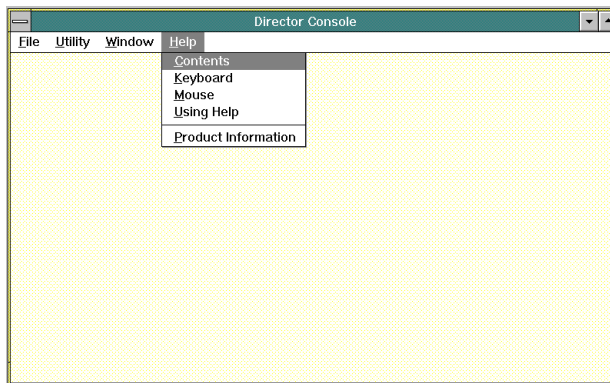 Director Console
File Utility Window Help
Contents
Keyboard
Mouse
Using Help
Product Information